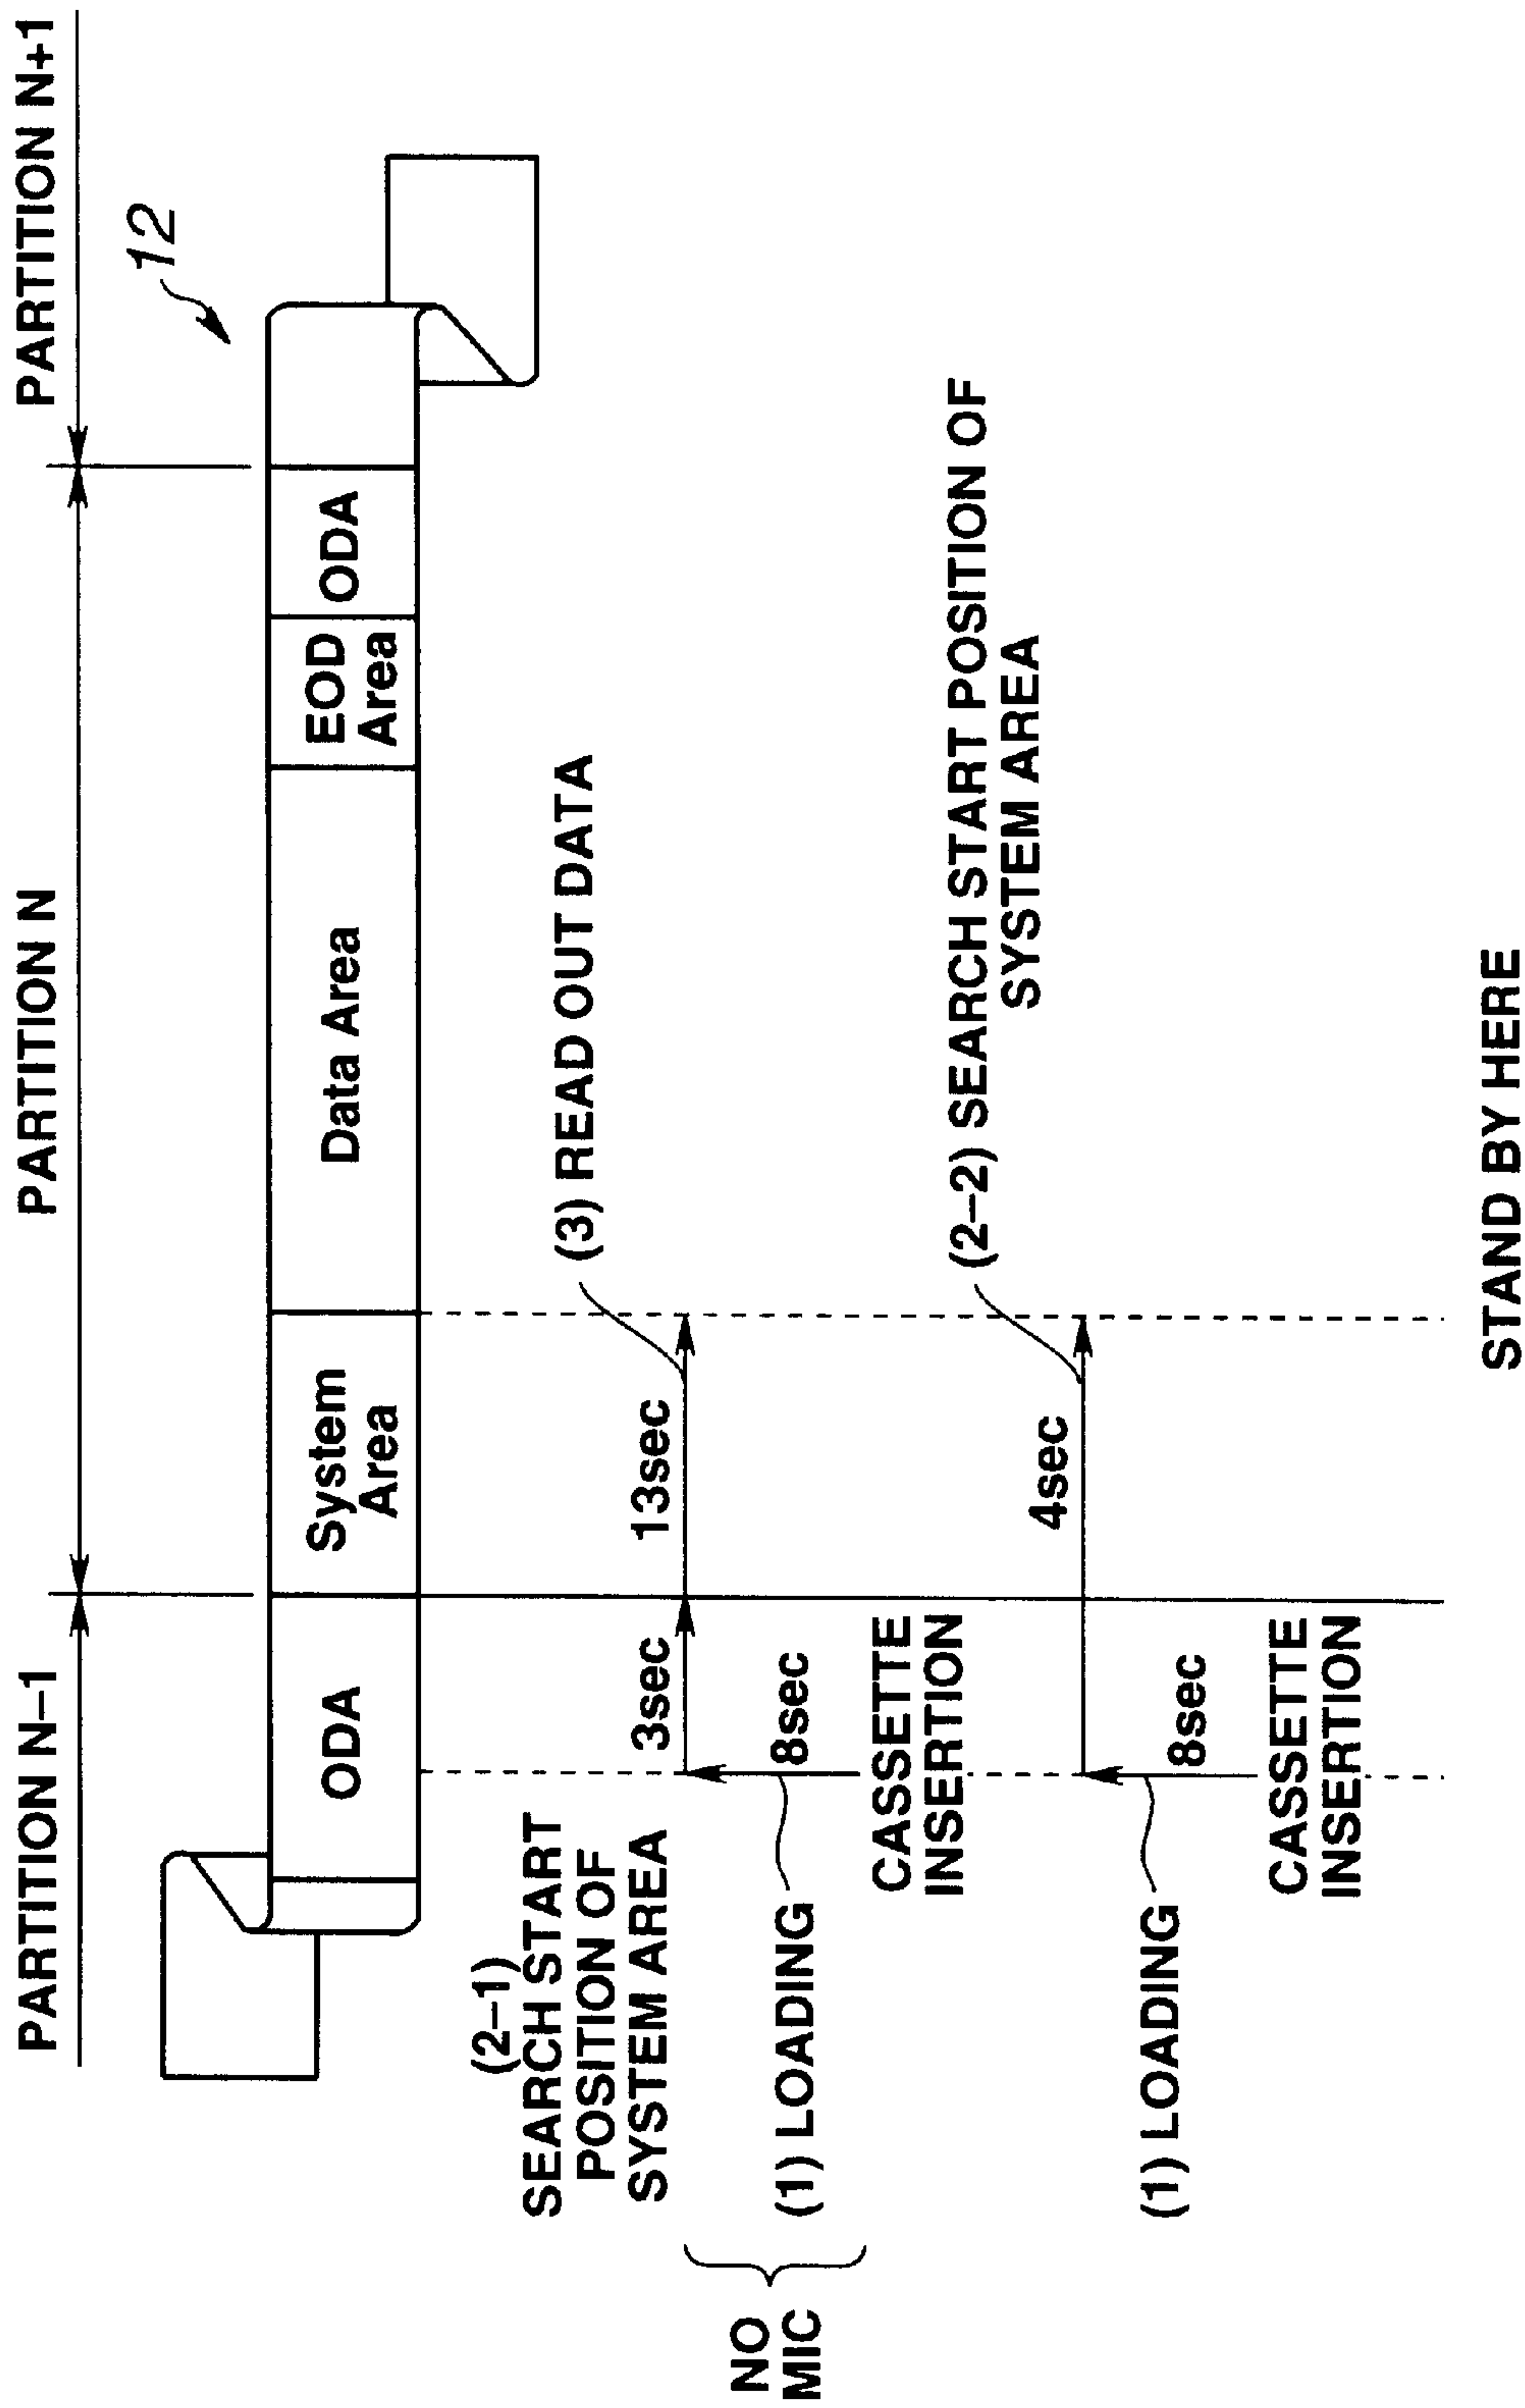 PARTITION N–1
PARTITION N
PARTITION N+1
12
ODA
System
Area
Data Area
EOD
Area
ODA
(2–1)
SEARCH START
POSITION OF
SYSTEM AREA
3sec
13sec
(3) READ OUT DATA
NO
MIC
(1) LOADING
8sec
CASSETTE
INSERTION
4sec
(2–2) SEARCH START POSITION OF
SYSTEM AREA
(1) LOADING
8sec
CASSETTE
INSERTION
STAND BY HERE